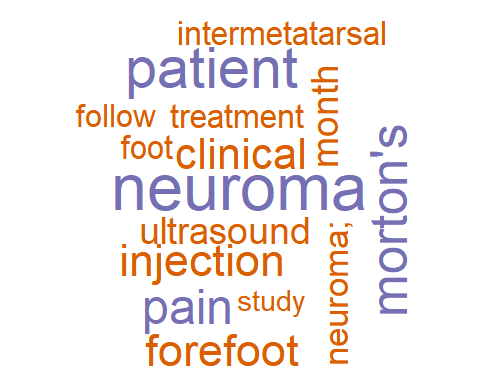 intermetatarsal
patient
month
follow treatment
foot clinical
neuroma
morton's
ultrasound
neuroma;
injection
pain study
forefoot